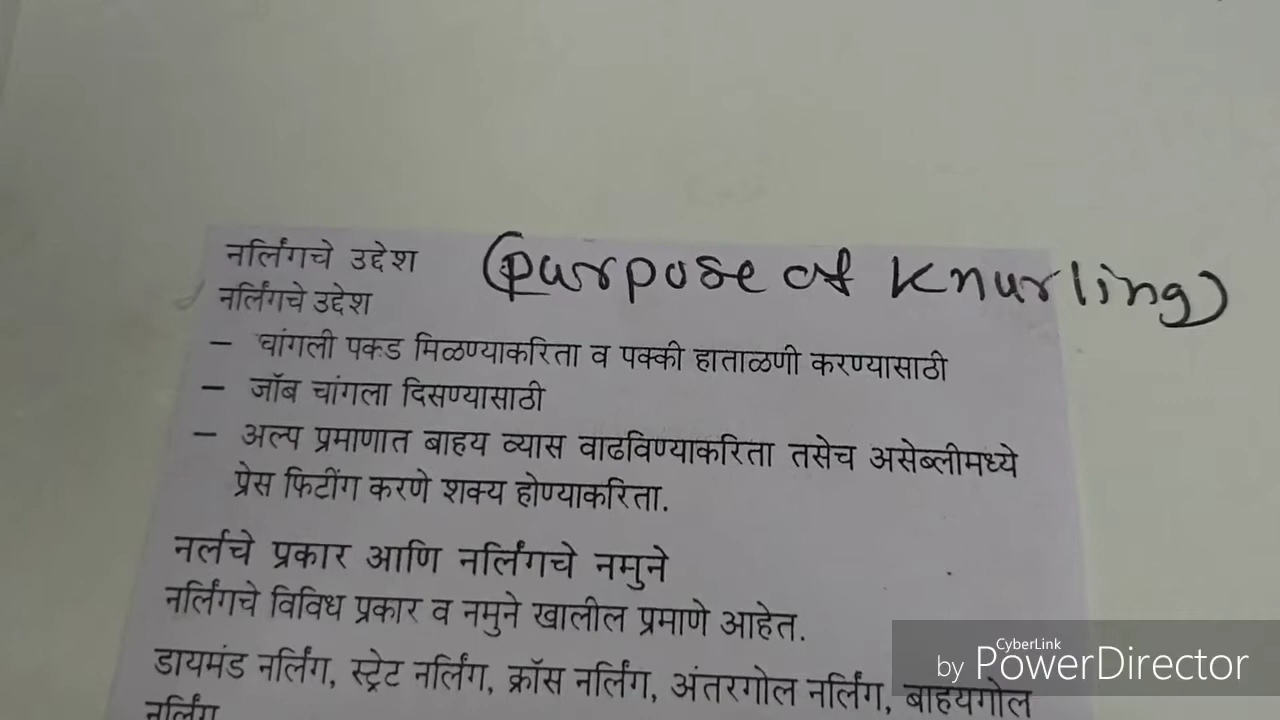 नर्लिंगचे उद्देश (purpose of Knurling)
नर्लिंगचे उद्देश
– चांगली पकड मिळण्याकरिता व पक्की हाताळणी करण्यासाठी
– जॉब चांगला दिसण्यासाठी
– अल्प प्रमाणात बाहय व्यास वाढविण्याकरिता तसेच असेब्लीमध्ये
प्रेस फिटींग करणे शक्य होण्याकरिता.
नर्लचे प्रकार आणि नर्लिंगचे नमुने
नर्लिंगचे विविध प्रकार व नमुने खालील प्रमाणे आहेत.
डायमंड नर्लिंग, स्ट्रेट नर्लिंग, क्रॉस नर्लिंग, अंतरगोल नर्लिंग, बाहयगोल
नर्लिंग
CyberLink
by PowerDirector